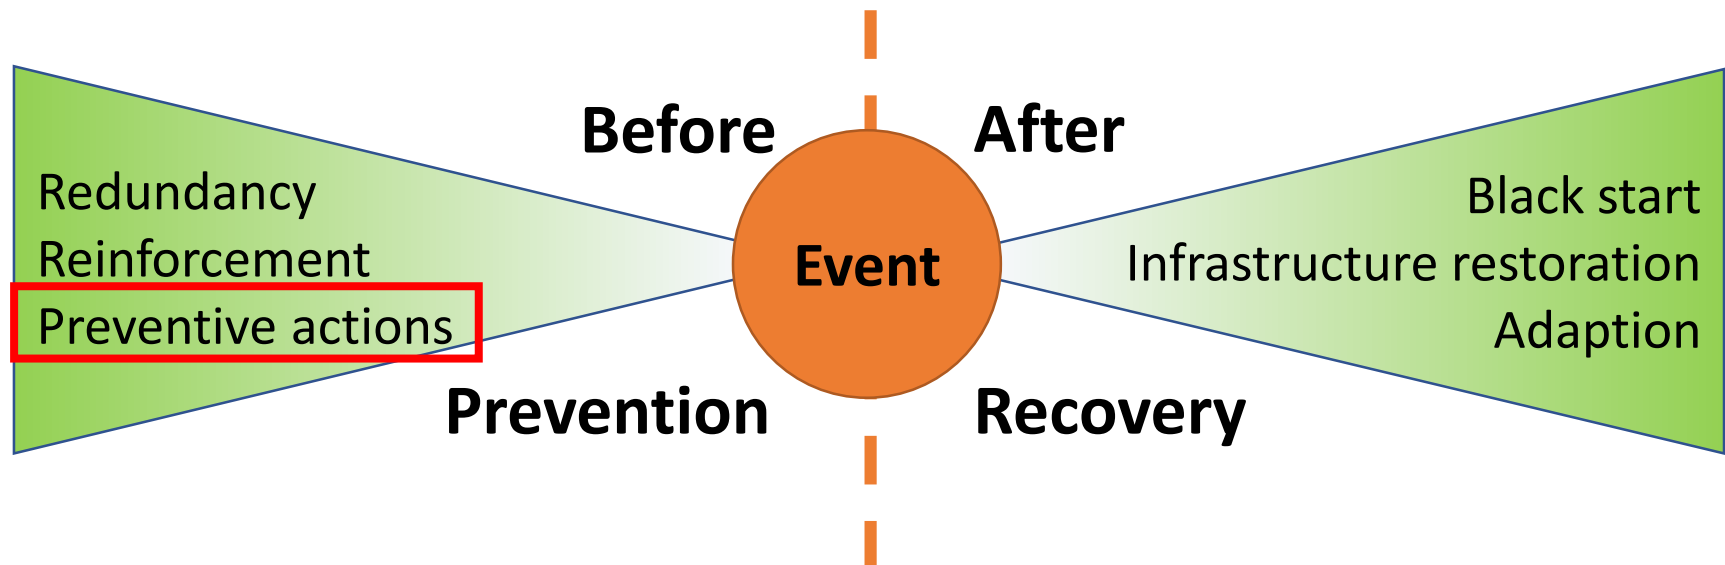 Before
After
Redundancy
Reinforcement
Preventive actions
Event
Black start
Infrastructure restoration
Adaption
Prevention
Recovery